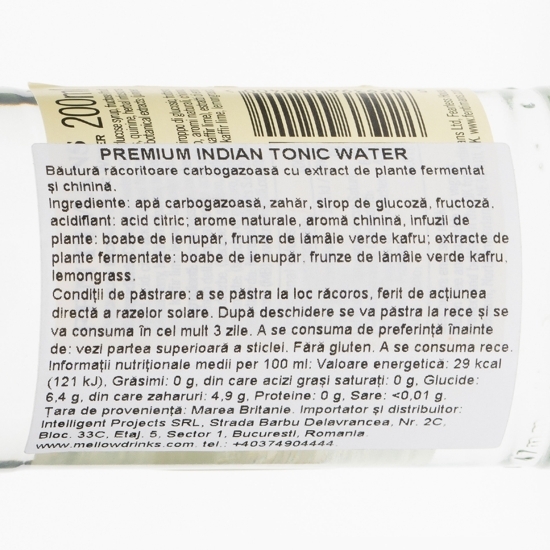 200m
PREMIUM INDIAN TONIC WATER
Băutură răcoritoare carbogazoasă cu extract de plante fermentat
și chinină.
Ingrediente: apă carbogazoasă, zahăr, sirop de glucoză, fructoză,
acidifiant: acid citric; arome naturale, aromă chinină, infuzii de
plante: boabe de ienupăr, frunze de lămâie verde kafru; extracte de
plante fermentate: boabe de ienupăr, frunze de lămâie verde kafru,
lemongrass.
Condiții de păstrare: a se păstra la loc răcoros, ferit de acțiunea
directă a razelor solare. După deschidere se va păstra la rece și se
va consuma în cel mult 3 zile. A se consuma de preferință înainte
de: vezi partea superioară a sticlei. Fără gluten. A se consuma rece.
Informații nutriționale medii per 100 ml: Valoare energetică: 29 kcal
(121 kJ), Grăsimi: 0 g, din care acizi grași saturați: 0 g, Glucide:
6,4 g, din care zaharuri: 4,9 g, Proteine: 0 g, Sare: <0,01 g.
Țara de proveniență: Marea Britanie. Importator și distribuitor:
Intelligent Projects SRL, Strada Barbu Delavrancea, Nr. 2C,
Bloc. 33C, Etaj. 5, Sector 1, Bucuresti, Romania.
www.mellowdrinks.com, tel.: +40374904444.